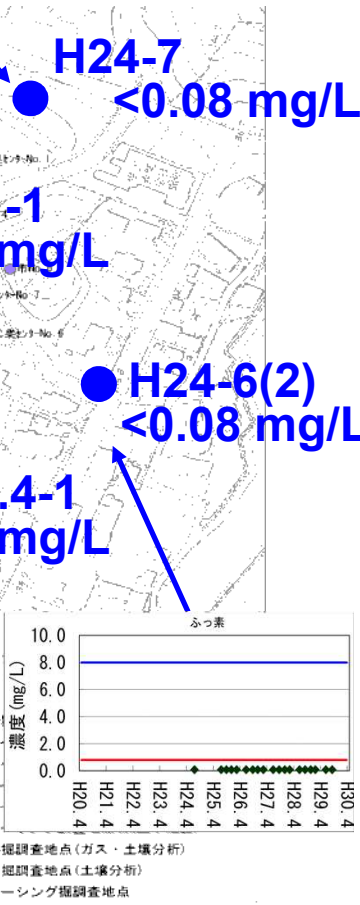 H24-7
<0.08 mg/L
-1
mg/L
H24-6(2)
<0.08 mg/L
.4-1
mg/L
ふっ素
濃度(mg/L)
10.0
8.0
6.0
4.0
2.0
0.0
H20.4
H21.4
H22.4
H23.4
H24.4
H25.4
H26.4
H27.4
H28.4
H29.4
H30.4
掘調査地点(ガス・土壌分析)
掘調査地点(土壌分析)
ーシング掘調査地点